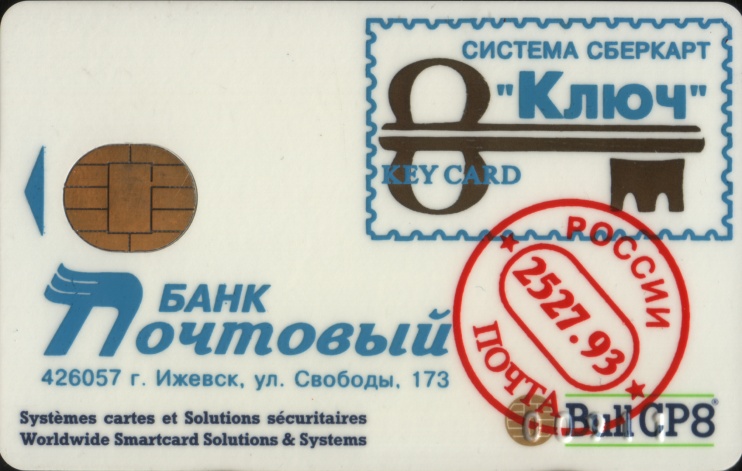 СИСТЕМА СБЕРКАРТ
"Ключ"
KEY CARD
РОССИИ
2527.93
ПОЧТА
БАНК
Почтовый
426057 г. Ижевск, ул. Свободы, 173
Systèmes cartes et Solutions sécuritaires
Worldwide Smartcard Solutions & Systems
Bull CP8